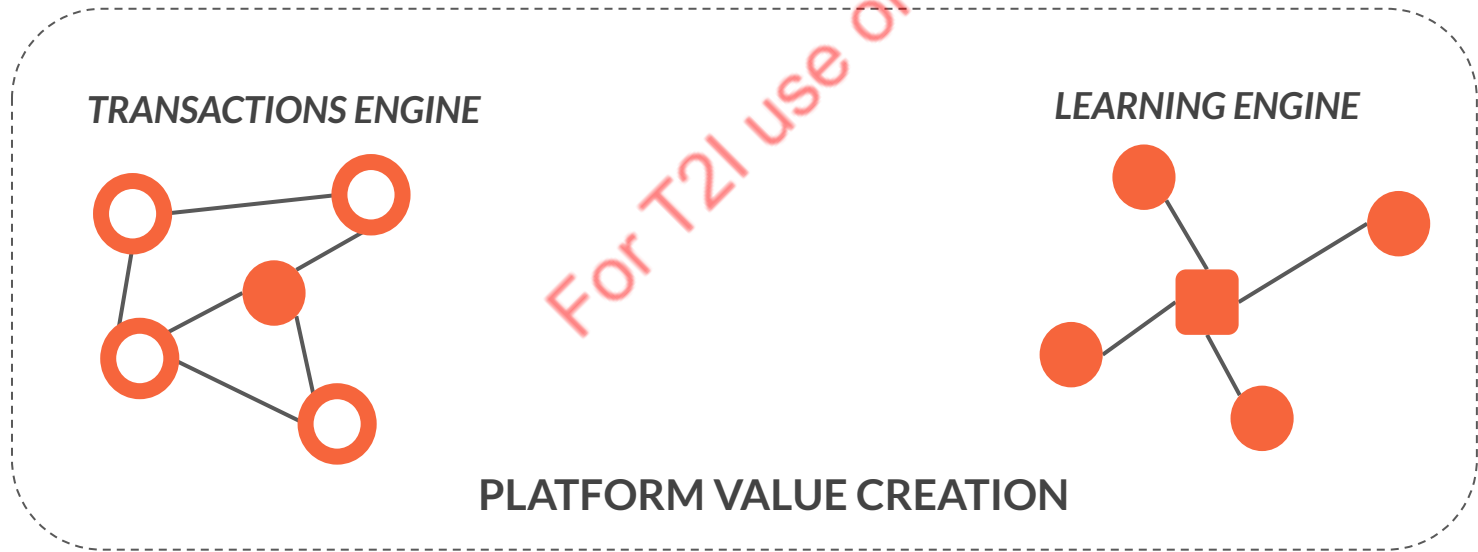 TRANSACTIONS ENGINE
LEARNING ENGINE
For T2I use
PLATFORM VALUE CREATION